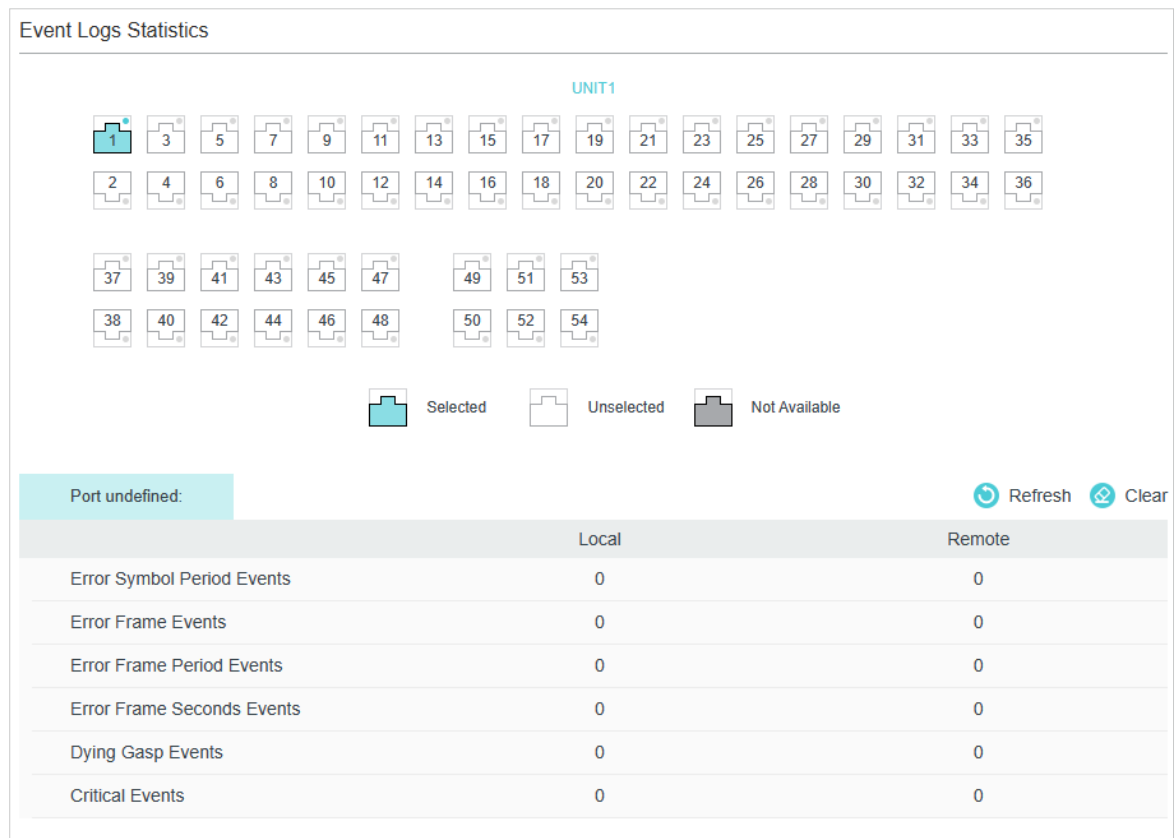 Event Logs Statistics
UNIT1
1 3 5 7 9 11 13 15 17 19 21 23 25 27 29 31 33 35
2 4 6 8 10 12 14 16 18 20 22 24 26 28 30 32 34 36
37 39 41 43 45 47 49 51 53
38 40 42 44 46 48 50 52 54
Selected Unselected Not Available
Port undefined: Refresh Clear
Local Remote
Error Symbol Period Events 0 0
Error Frame Events 0 0
Error Frame Period Events 0 0
Error Frame Seconds Events 0 0
Dying Gasp Events 0 0
Critical Events 0 0